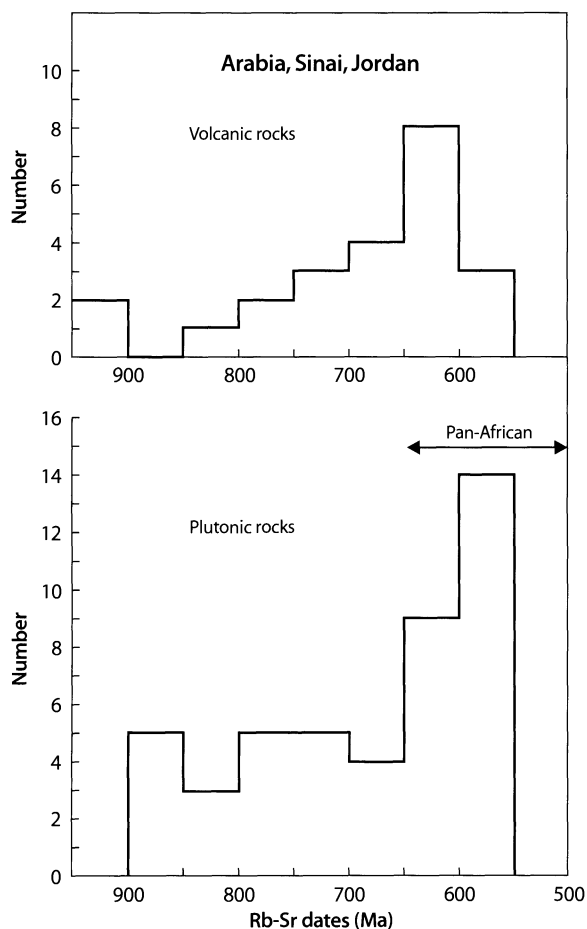 Arabia, Sinai, Jordan
Volcanic rocks
Number
10
8
6
4
2
0
900 800 700 600
Pan-African
Plutonic rocks
Number
16
14
12
10
8
6
4
2
0
900 800 700 600 500
Rb-Sr dates (Ma)